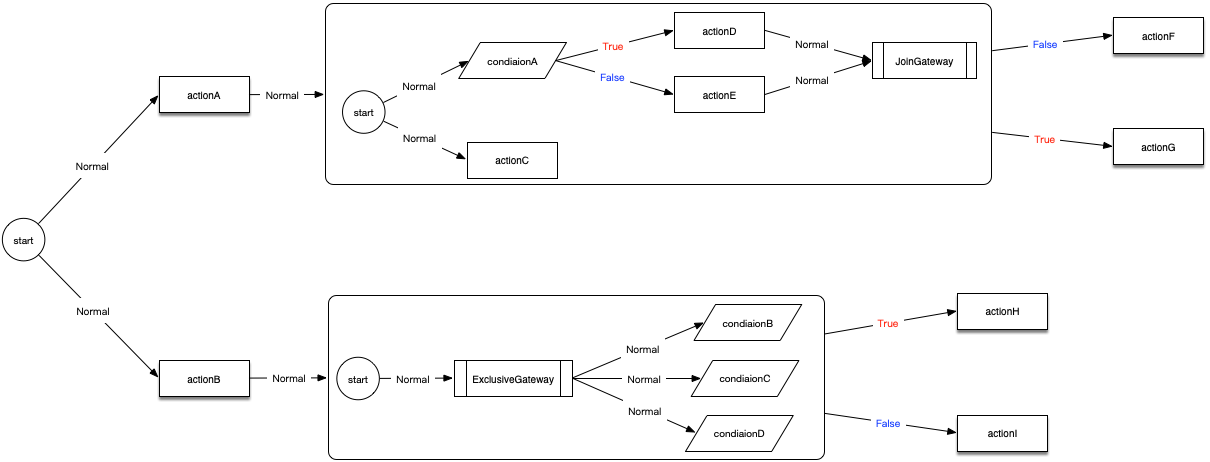 actionD
True
Normal
actionF
False
condiaionA
JoinGateway
False
Normal
Normal
actionA
Normal
actionE
start
Normal
True
actionG
actionC
Normal
start
Normal
actionH
condiaionB
True
Normal
actionB
Normal
start
Normal
ExclusiveGateway
Normal
condiaionC
Normal
False
condiaionD
actionI